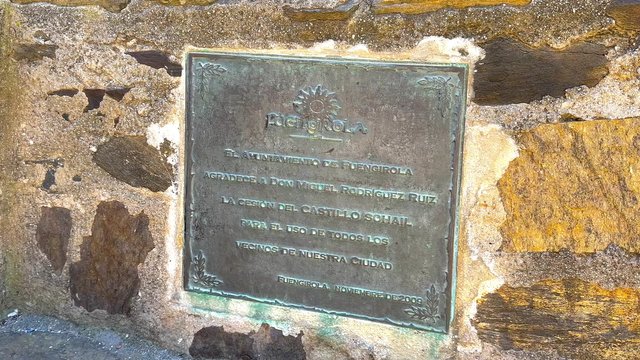 FUENGIROLA
EL AYUNTAMIENTO DE FUENGIROLA
AGRADECE A DON MIGUEL RODRÍGUEZ RUIZ
LA CESIÓN DEL CASTILLO SOHAIL
PARA EL USO DE TODOS LOS
VECINOS DE NUESTRA CIUDAD
FUENGIROLA, NOVIEMBRE DE 2009